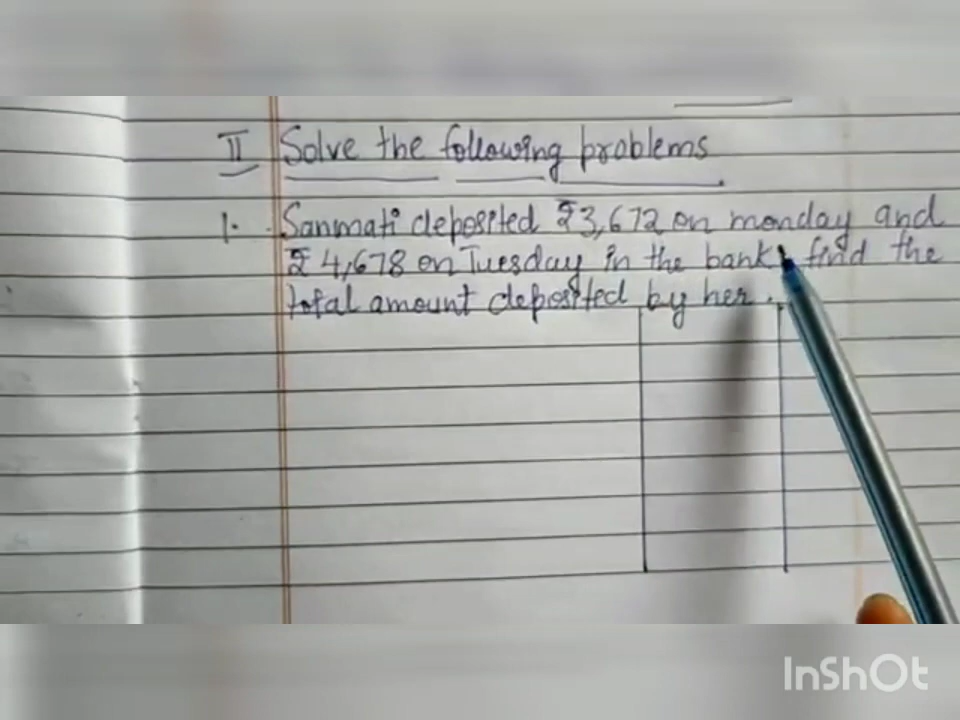 II Solve the following problems
1. Sanmati deposited ₹3,672 on monday and
₹4,678 on Tuesday in the bank, find the
total amount deposited by her.
InShOt